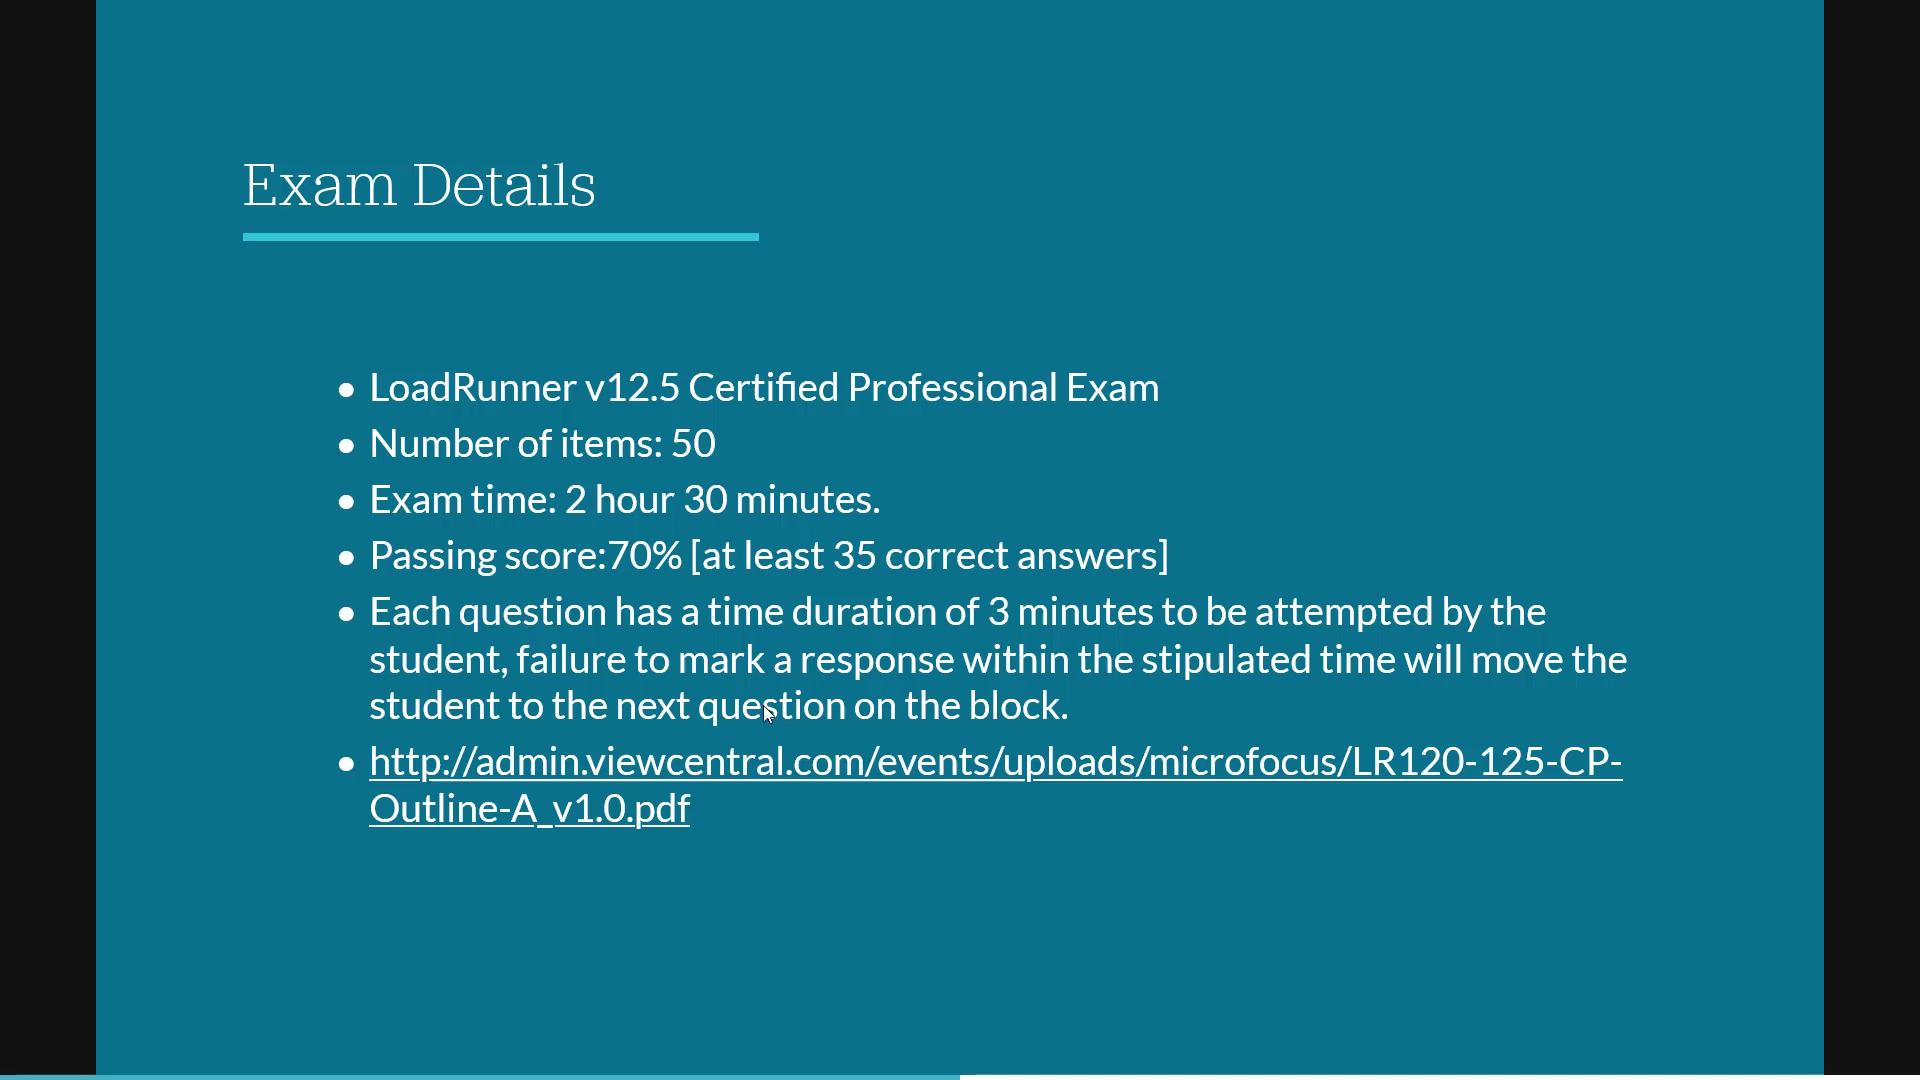 Exam Details
• LoadRunner v12.5 Certified Professional Exam
• Number of items: 50
• Exam time: 2 hour 30 minutes.
• Passing score:70% [at least 35 correct answers]
• Each question has a time duration of 3 minutes to be attempted by the
student, failure to mark a response within the stipulated time will move the
student to the next question on the block.
• http://admin.viewcentral.com/events/uploads/microfocus/LR120-125-CP-
Outline-A_v1.0.pdf